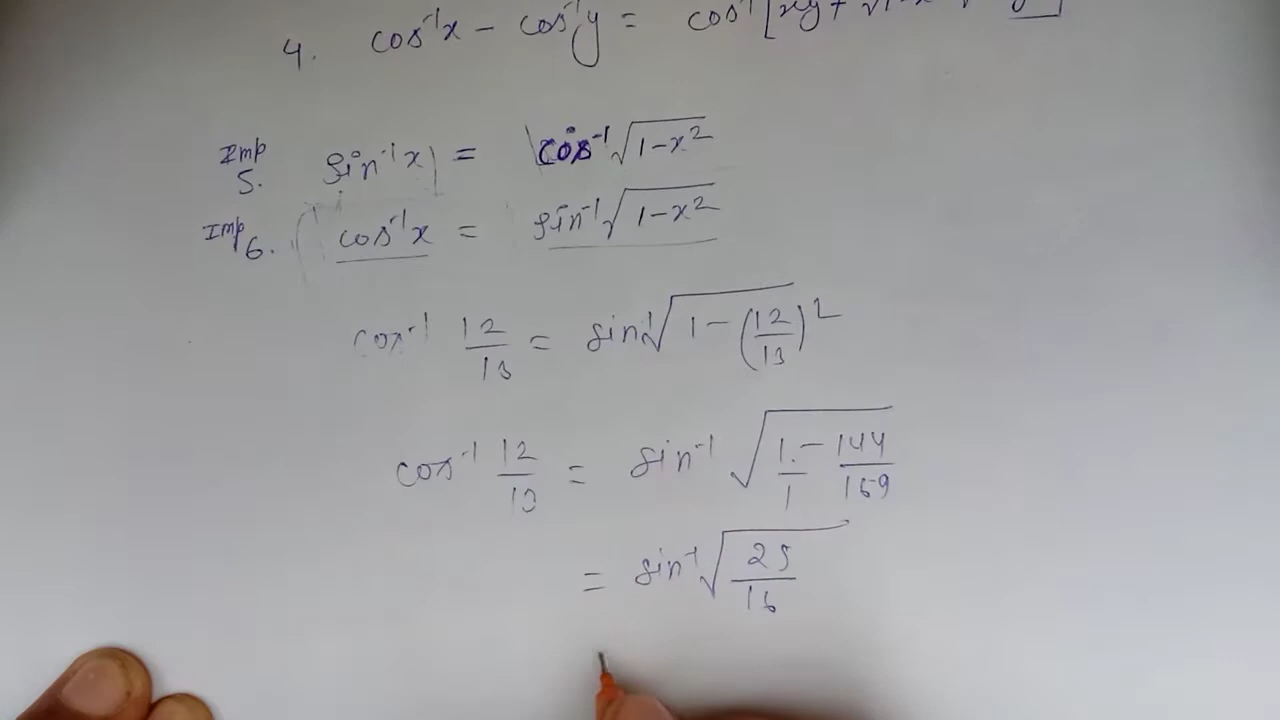 4. cos⁻¹x − cos⁻¹y = cos⁻¹[xy +
Imp 5. sin⁻¹x = cos⁻¹√(1−x²)
Imp 6. cos⁻¹x = sin⁻¹√(1−x²)
cos⁻¹ 12/13 = sin⁻¹√(1−(12/13)²)
cos⁻¹ 12/13 = sin⁻¹√(1/1 − 144/169)
= sin⁻¹√(25/16)